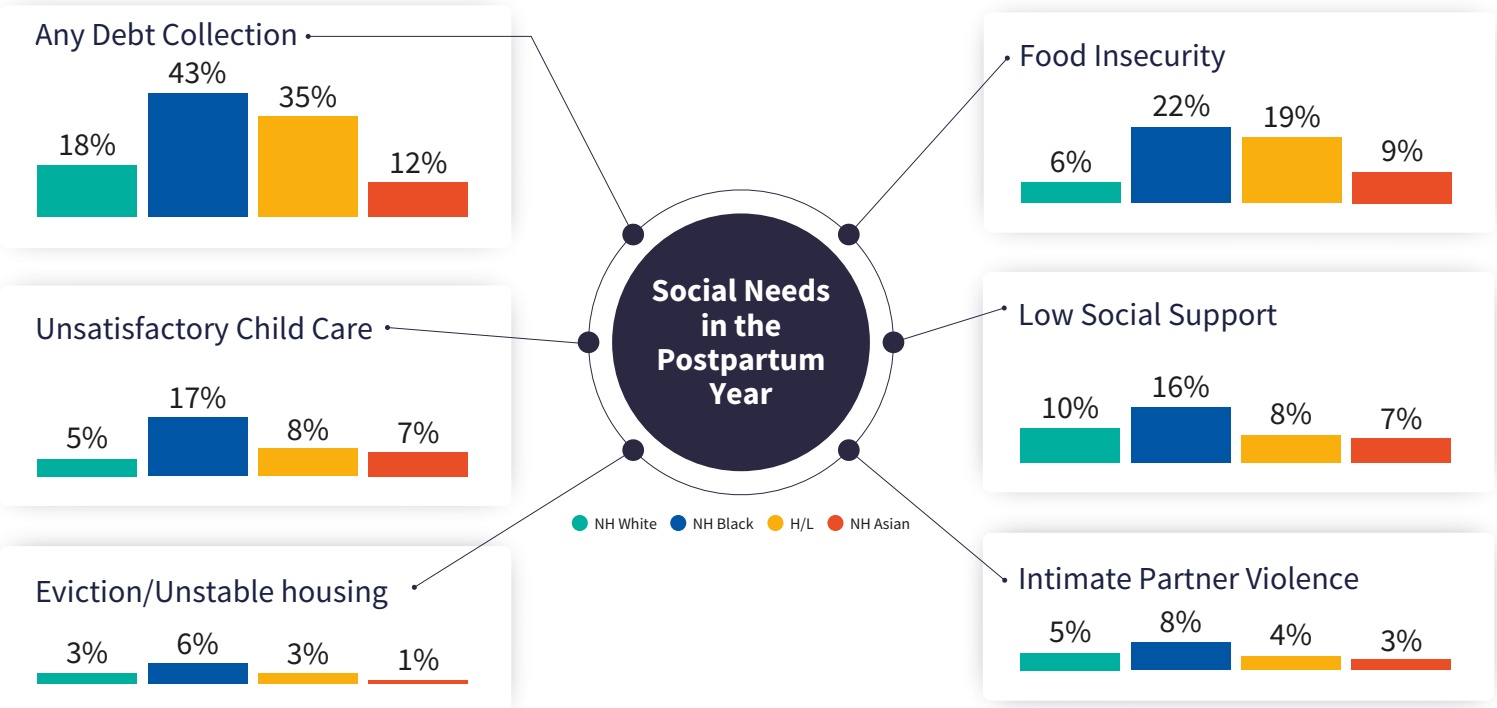 Any Debt Collection
43%
35%
18%
12%
Unsatisfactory Child Care
17%
8%
7%
5%
Eviction/Unstable housing
3%
6%
3%
1%
Social Needs
in the
Postpartum
Year
NH White NH Black H/L NH Asian
Food Insecurity
22%
19%
9%
6%
Low Social Support
16%
10%
8%
7%
Intimate Partner Violence
5%
8%
4%
3%